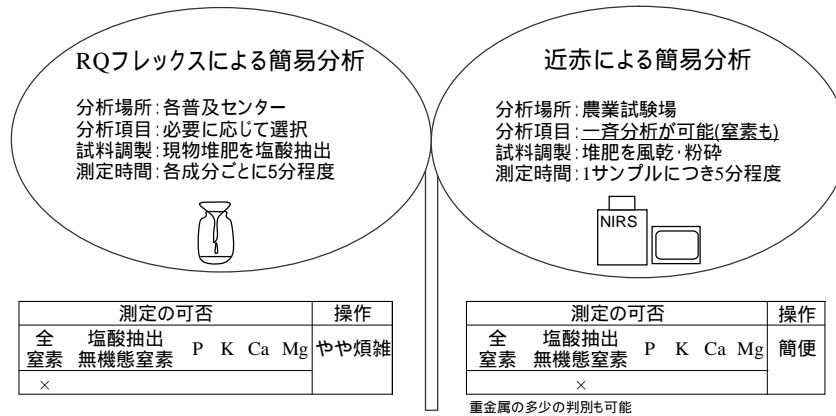 RQフレックスによる簡易分析
分析場所:各普及センター
分析項目:必要に応じて選択
試料調製:現物堆肥を塩酸抽出
測定時間:各成分ごとに5分程度
測定の可否 操作
全窒素 塩酸抽出無機態窒素 P K Ca Mg やや煩雑
×
近赤による簡易分析
分析場所:農業試験場
分析項目:一斉分析が可能(窒素も)
試料調製:堆肥を風乾・粉砕
測定時間:1サンプルにつき5分程度
NIRS
測定の可否 操作
全窒素 塩酸抽出無機態窒素 P K Ca Mg 簡便
×
重金属の多少の判別も可能